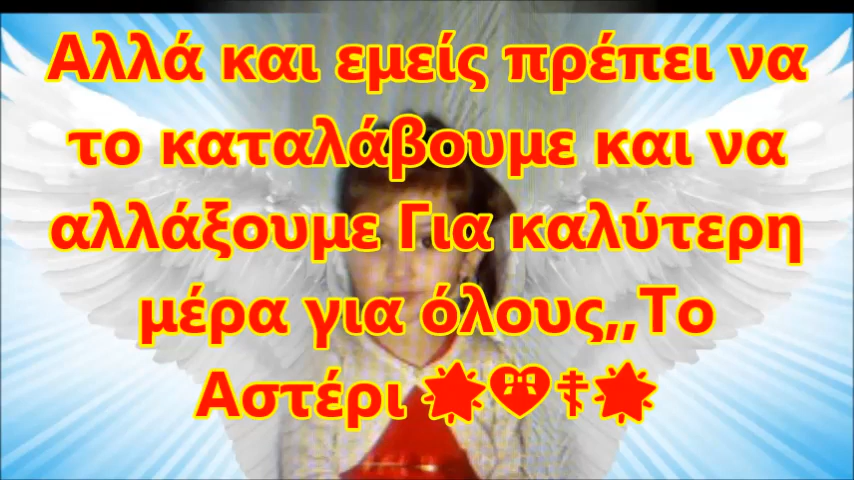 Αλλά και εμείς πρέπει να
το καταλάβουμε και να
αλλάξουμε Για καλύτερη
μέρα για όλους,,Το
Αστέρι 🌟💝☦🌟